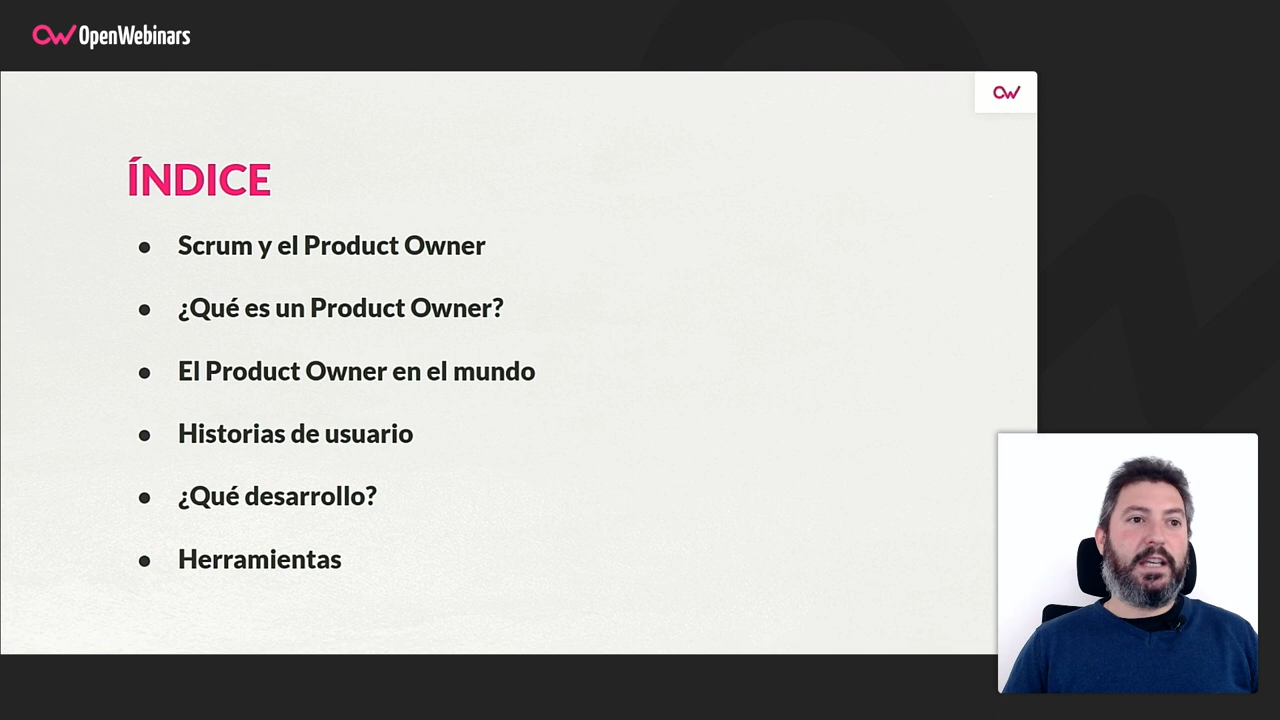 OpenWebinars
ÍNDICE
● Scrum y el Product Owner
● ¿Qué es un Product Owner?
● El Product Owner en el mundo
● Historias de usuario
● ¿Qué desarrollo?
● Herramientas